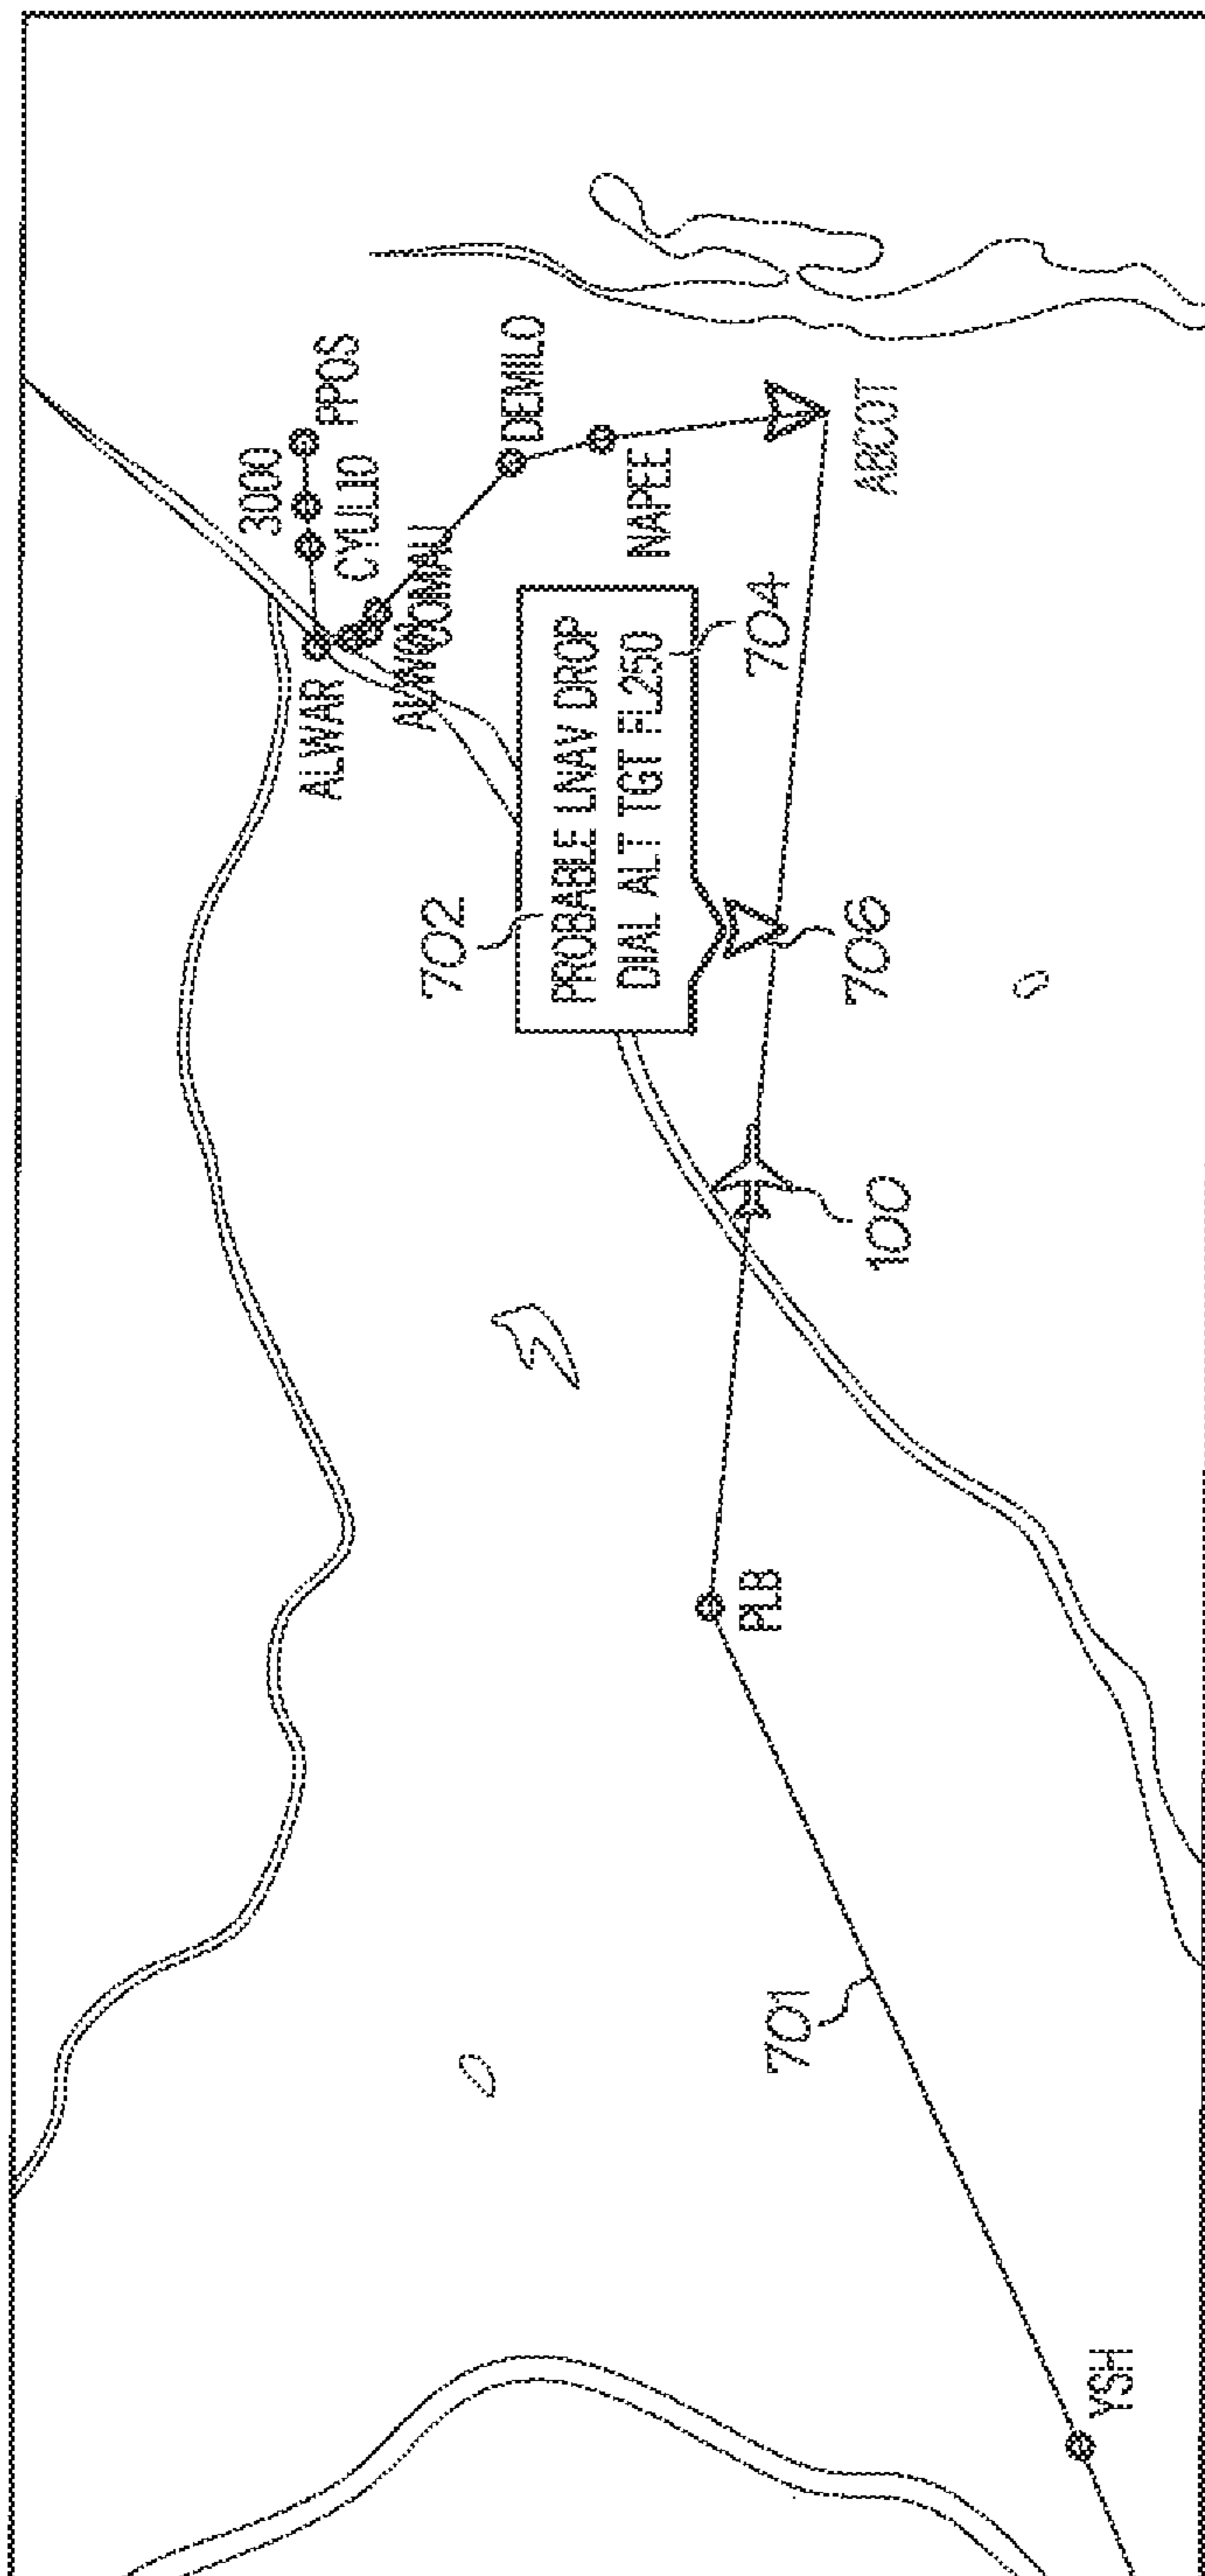 3000
PPOS
CYUL10
ALWAR
DEMILO
NAPEE
ABCOT
702
PROBABLE LNAV DROP
DIAL ALT TGT FL250
704
706
100
PLB
701
YSH